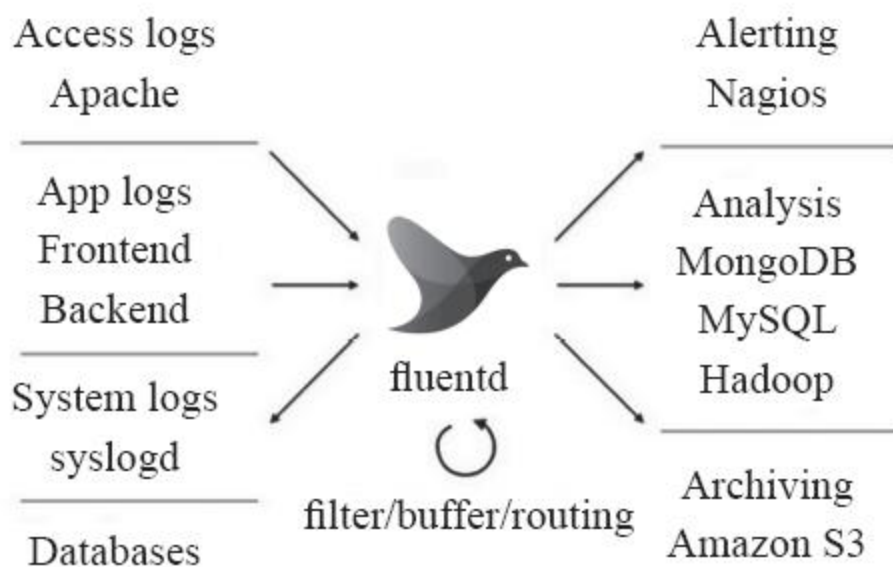 Access logs
Apache
App logs
Frontend
Backend
System logs
syslogd
Databases
fluentd
filter/buffer/routing
Alerting
Nagios
Analysis
MongoDB
MySQL
Hadoop
Archiving
Amazon S3